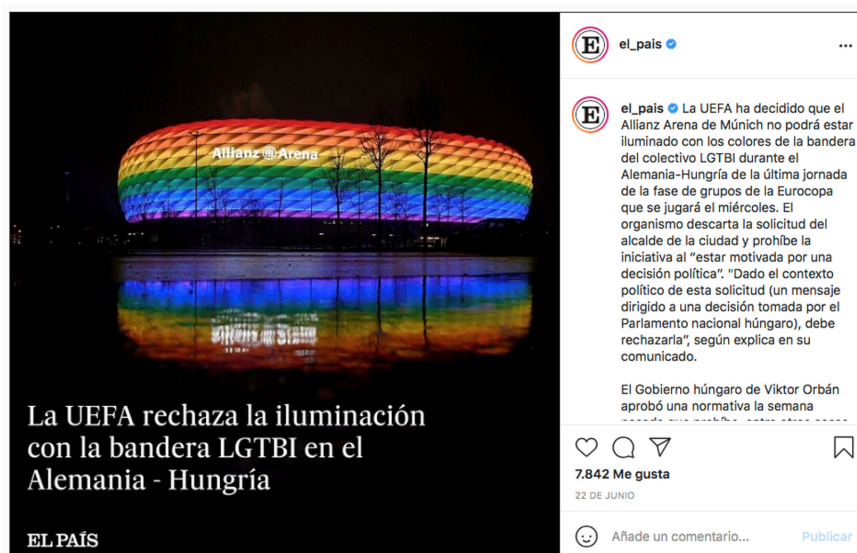 Allianz Arena
La UEFA rechaza la iluminación
con la bandera LGTBI en el
Alemania - Hungría
EL PAÍS
E
el_pais
E
el_pais La UEFA ha decidido que el
Allianz Arena de Múnich no podrá estar
iluminado con los colores de la bandera
del colectivo LGTBI durante el
Alemania-Hungría de la última jornada
de la fase de grupos de la Eurocopa
que se jugará el miércoles. El
organismo descarta la solicitud del
alcalde de la ciudad y prohíbe la
iniciativa al “estar motivada por una
decisión política”. "Dado el contexto
político de esta solicitud (un mensaje
dirigido a una decisión tomada por el
Parlamento nacional húngaro), debe
rechazarla”, según explica en su
comunicado.
El Gobierno húngaro de Viktor Orbán
aprobó una normativa la semana
7.842 Me gusta
22 DE JUNIO
Añade un comentario...
Publicar